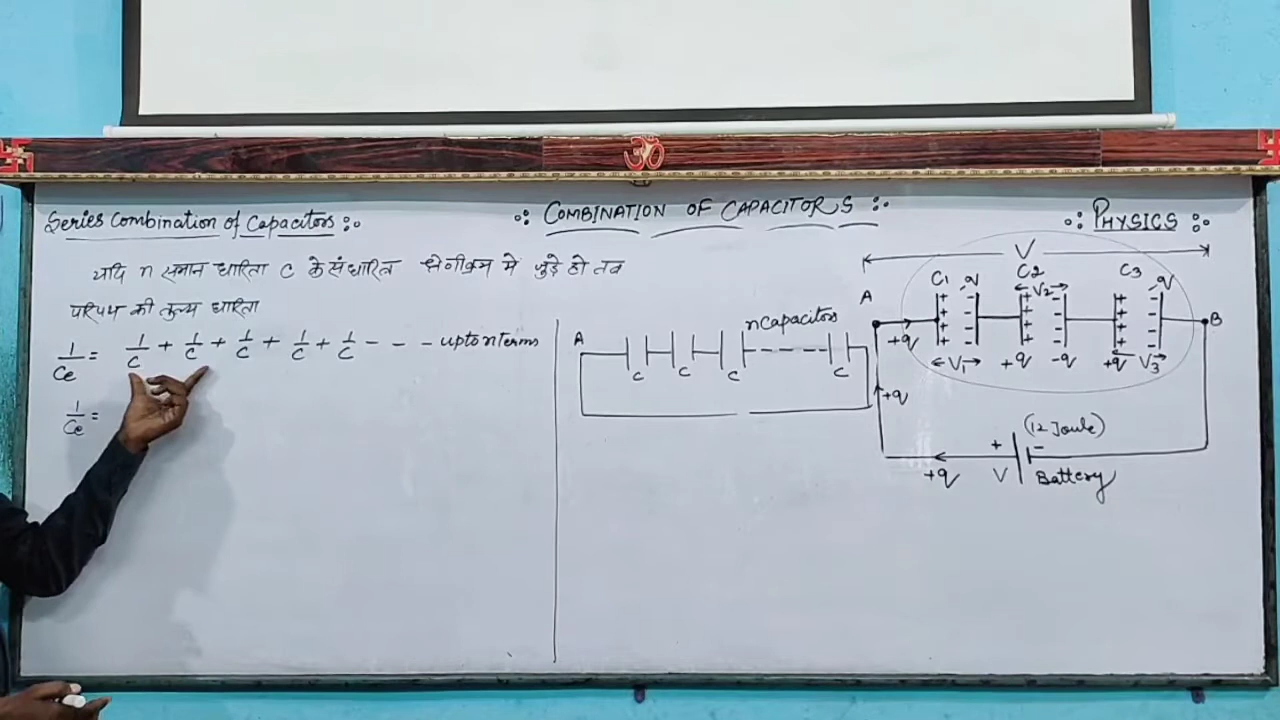 Series Combination of Capacitors :-
∴ COMBINATION OF CAPACITORS :.
∴ PHYSICS :.
यदि n समान धारिता C के संधारित्र श्रेणीक्रम मे जुड़े हो तब
परिपथ की तुल्य धारिता
1/Ce = 1/C + 1/C + 1/C + 1/C + 1/C - - - upto n terms
1/Ce =
A
n capacitors
C C C C
V
C1 -q C2 C3 -q
V2
A B
+q
V1 +q -q +q V3
+q
(12 Joule)
+ -
+q V Battery